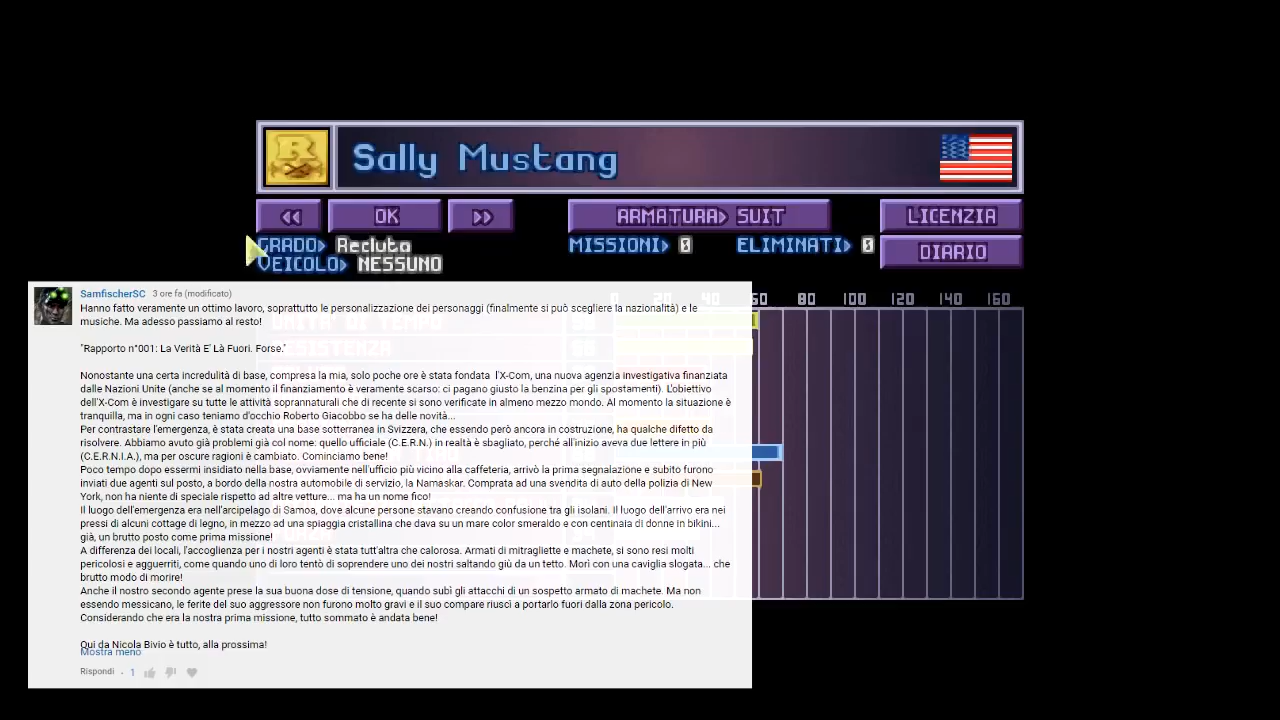 Sally Mustang
OK
ARMATURA> SUIT
LICENZIA
GRADO> Recluta
MISSIONI> 0
ELIMINATI> 0
DIARIO
VEICOLO> NESSUNO
SamfischerSC 3 ore fa (modificato)
0 20 40 60 80 100 120 140 160
Hanno fatto veramente un ottimo lavoro, soprattutto le personalizzazione dei personaggi (finalmente si può scegliere la nazionalità) e le
musiche. Ma adesso passiamo al resto!
UNITA' DI TEMPO
"Rapporto n°001: La Verità E' Là Fuori. Forse."
RESISTENZA
Nonostante una certa incredulità di base, compresa la mia, solo poche ore è stata fondata l'X-Com, una nuova agenzia investigativa finanziata
dalle Nazioni Unite (anche se al momento il finanziamento è veramente scarso: ci pagano giusto la benzina per gli spostamenti). L'obiettivo
dell'X-Com è investigare su tutte le attività soprannaturali che di recente si sono verificate in almeno mezzo mondo. Al momento la situazione è
tranquilla, ma in ogni caso teniamo d'occhio Roberto Giacobbo se ha delle novità...
Per contrastare l'emergenza, è stata creata una base sotterranea in Svizzera, che essendo però ancora in costruzione, ha qualche difetto da
risolvere. Abbiamo avuto già problemi già col nome: quello ufficiale (C.E.R.N.) in realtà è sbagliato, perché all'inizio aveva due lettere in più
(C.E.R.N.I.A.), ma per oscure ragioni è cambiato. Cominciamo bene!
Poco tempo dopo essermi insidiato nella base, ovviamente nell'ufficio più vicino alla caffeteria, arrivò la prima segnalazione e subito furono
inviati due agenti sul posto, a bordo della nostra automobile di servizio, la Namaskar. Comprata ad una svendita di auto della polizia di New
York, non ha niente di speciale rispetto ad altre vetture... ma ha un nome fico!
Il luogo dell'emergenza era nell'arcipelago di Samoa, dove alcune persone stavano creando confusione tra gli isolani. Il luogo dell'arrivo era nei
pressi di alcuni cottage di legno, in mezzo ad una spiaggia cristallina che dava su un mare color smeraldo e con centinaia di donne in bikini...
già, un brutto posto come prima missione!
A differenza dei locali, l'accoglienza per i nostri agenti è stata tutt'altra che calorosa. Armati di mitragliette e machete, si sono resi molti
pericolosi e agguerriti, come quando uno di loro tentò di soprendere uno dei nostri saltando giù da un tetto. Morì con una caviglia slogata... che
brutto modo di morire!
Anche il nostro secondo agente prese la sua buona dose di tensione, quando subì gli attacchi di un sospetto armato di machete. Ma non
essendo messicano, le ferite del suo aggressore non furono molto gravi e il suo compare riuscì a portarlo fuori dalla zona pericolo.
Considerando che era la nostra prima missione, tutto sommato è andata bene!
Qui da Nicola Bivio è tutto, alla prossima!
Mostra meno
Rispondi · 1